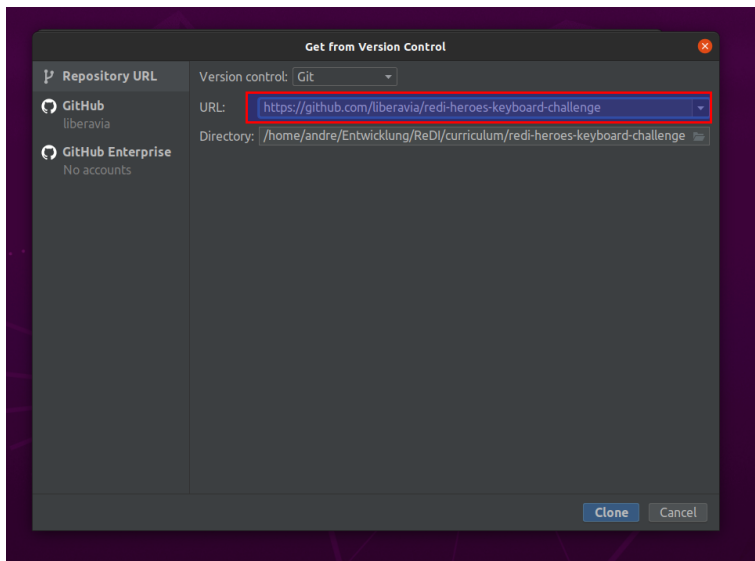 Get from Version Control
Repository URL
Version control: Git
GitHub
liberavia
URL: https://github.com/liberavia/redi-heroes-keyboard-challenge
Directory: /home/andre/Entwicklung/ReDI/curriculum/redi-heroes-keyboard-challenge
GitHub Enterprise
No accounts
Clone Cancel